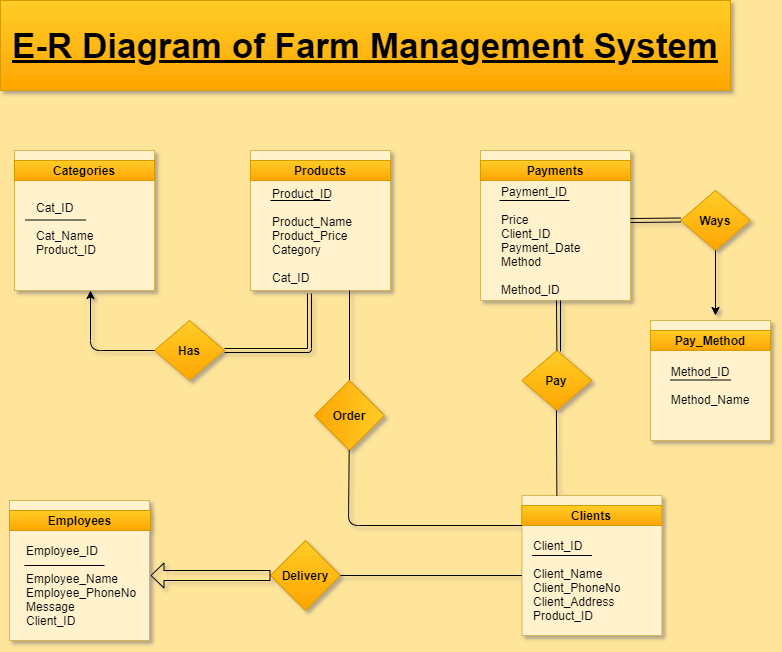 E-R Diagram of Farm Management System
Categories
Cat_ID
Cat_Name
Product_ID
Products
Product_ID
Product_Name
Product_Price
Category
Cat_ID
Payments
Payment_ID
Price
Client_ID
Payment_Date
Method
Method_ID
Ways
Pay_Method
Method_ID
Method_Name
Has
Order
Pay
Employees
Employee_ID
Employee_Name
Employee_PhoneNo
Message
Client_ID
Delivery
Clients
Client_ID
Client_Name
Client_PhoneNo
Client_Address
Product_ID